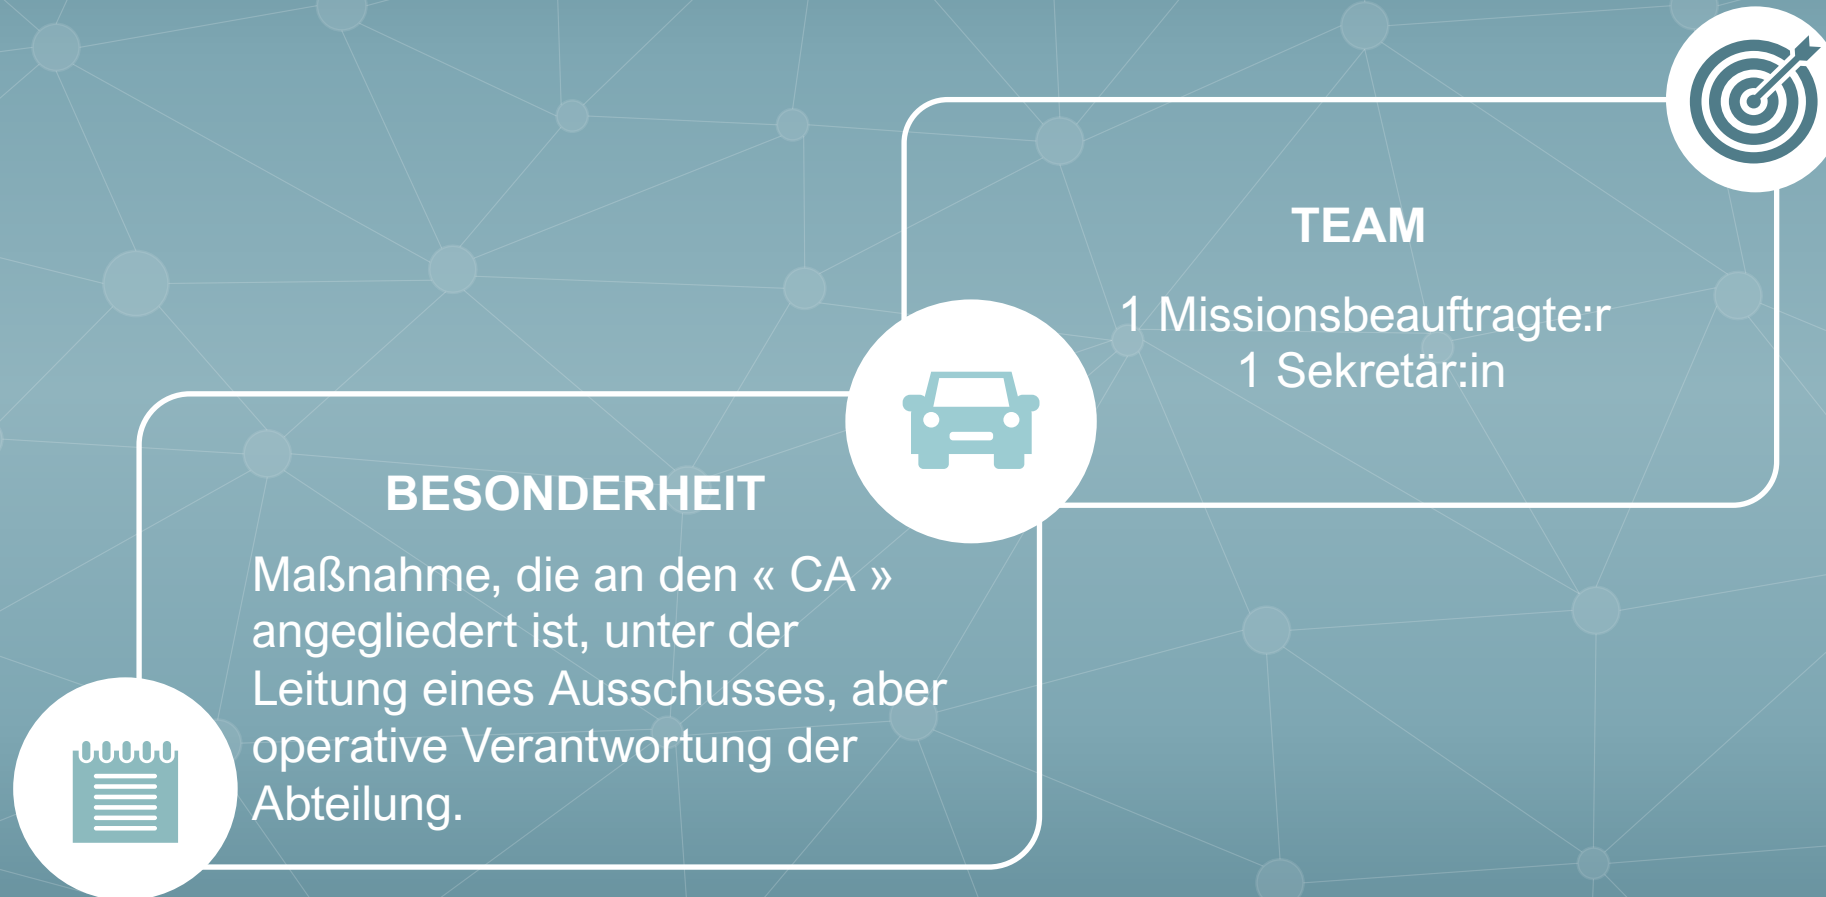 TEAM
1 Missionsbeauftragte:r
1 Sekretär:in
BESONDERHEIT
Maßnahme, die an den « CA »
angegliedert ist, unter der
Leitung eines Ausschusses, aber
operative Verantwortung der
Abteilung.